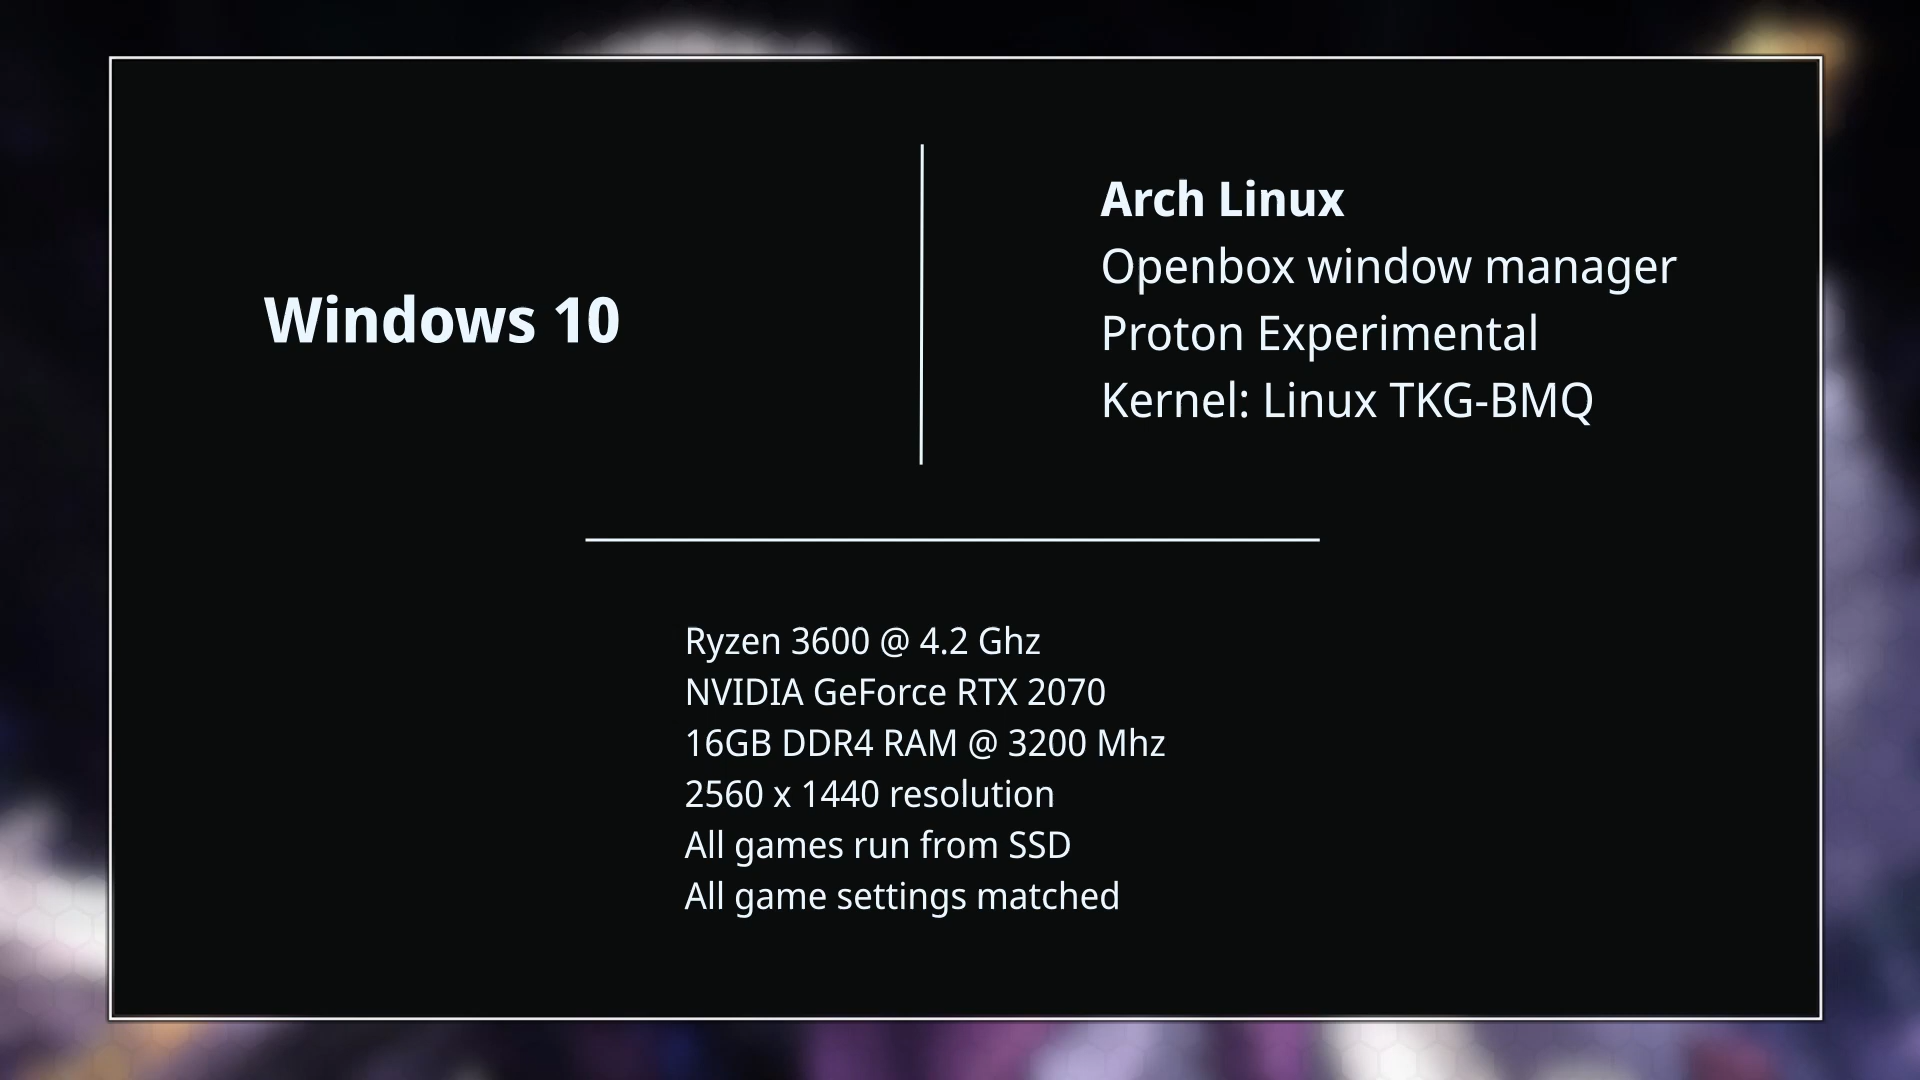 Windows 10
Arch Linux
Openbox window manager
Proton Experimental
Kernel: Linux TKG-BMQ
Ryzen 3600 @ 4.2 Ghz
NVIDIA GeForce RTX 2070
16GB DDR4 RAM @ 3200 Mhz
2560 x 1440 resolution
All games run from SSD
All game settings matched